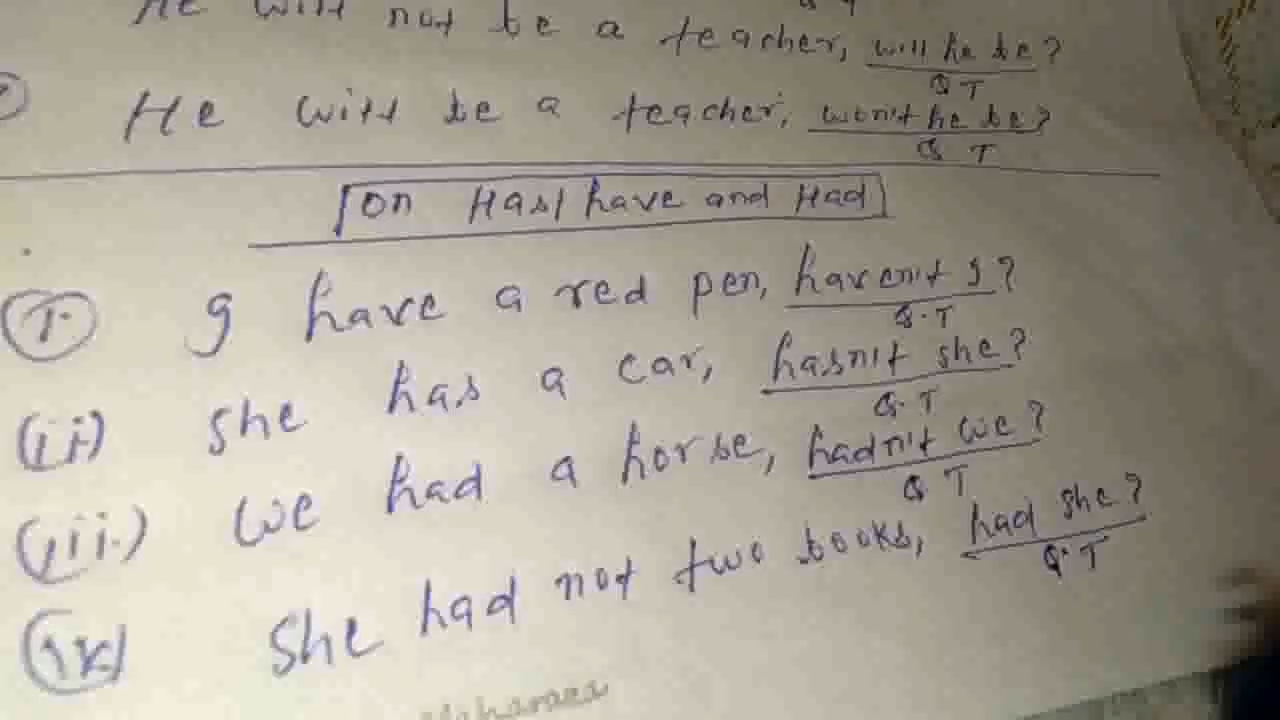 He will not be a teacher, will he be?
Q T
He will be a teacher, won't he be?
Q T
On Has/have and Had
I have a red pen, haven't I?
Q.T
(ii) She has a car, hasn't she?
Q.T
(iii) We had a horse, hadn't we?
Q T
(iv) She had not two books, had she?
Q.T